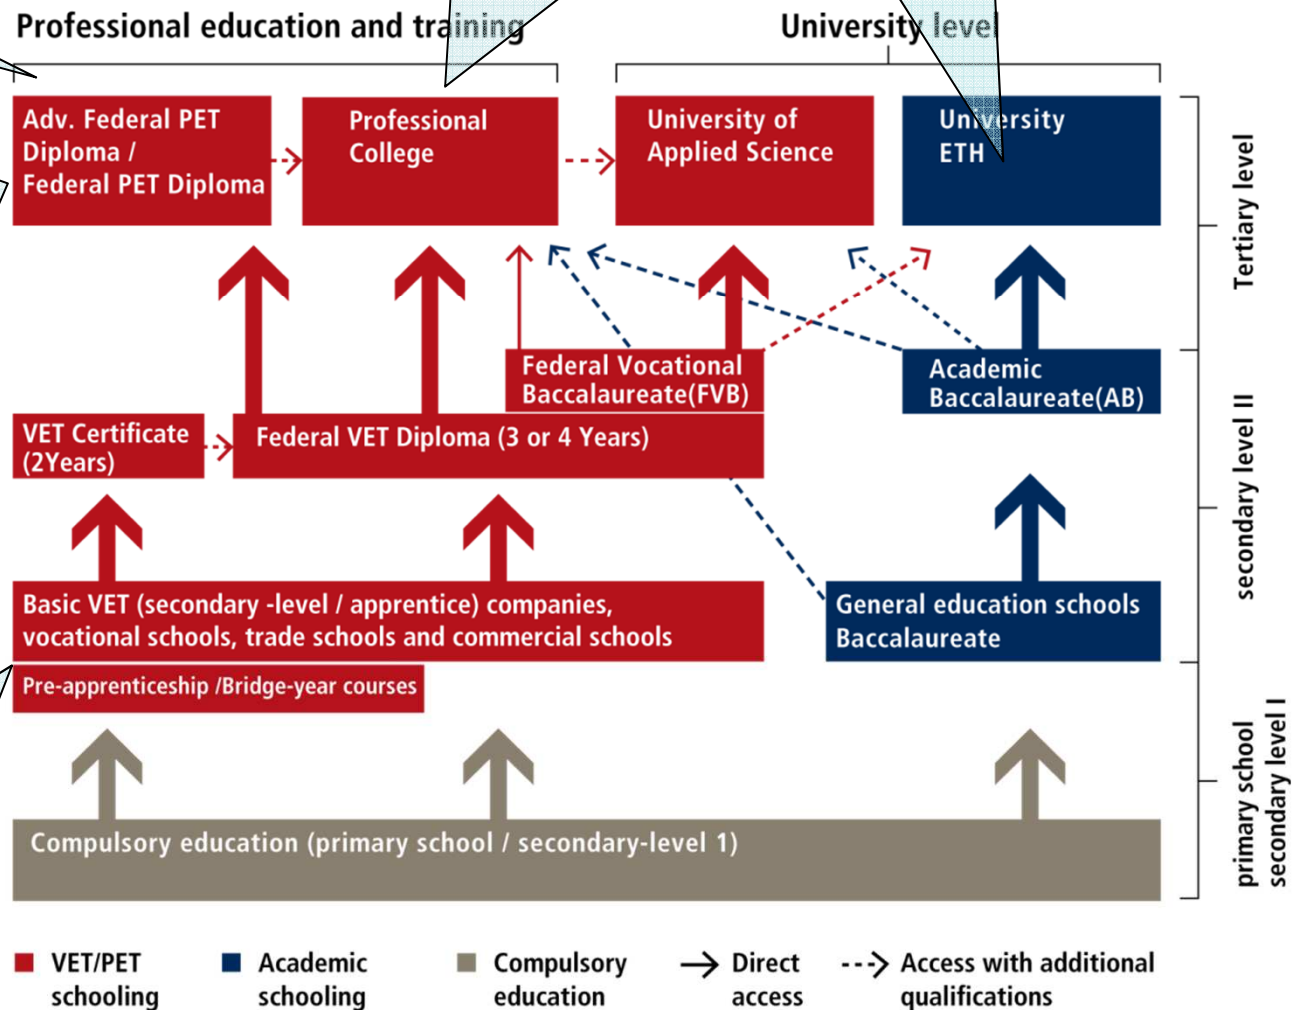 Professional education and training
University level
Adv. Federal PET
Diploma /
Federal PET Diploma
Professional
College
University of
Applied Science
University
ETH
Tertiary level
Federal Vocational
Baccalaureate(FVB)
Academic
Baccalaureate(AB)
VET Certificate
(2Years)
Federal VET Diploma (3 or 4 Years)
secondary level II
Basic VET (secondary -level / apprentice) companies,
vocational schools, trade schools and commercial schools
General education schools
Baccalaureate
Pre-apprenticeship /Bridge-year courses
primary school
secondary level I
Compulsory education (primary school / secondary-level 1)
VET/PET
schooling
Academic
schooling
Compulsory
education
Direct
access
Access with additional
qualifications